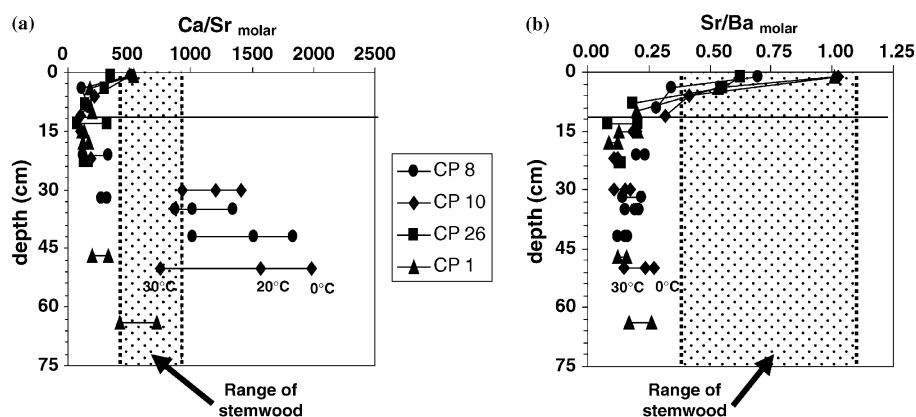 (a)
Ca/Sr molar
0 500 1000 1500 2000 2500
0
15
30
45
60
75
depth (cm)
30°C 20°C 0°C
Range of
stemwood
CP 8
CP 10
CP 26
CP 1
(b)
Sr/Ba molar
0.00 0.25 0.50 0.75 1.00 1.25
0
15
30
45
60
75
depth (cm)
30°C 0°C
Range of
stemwood